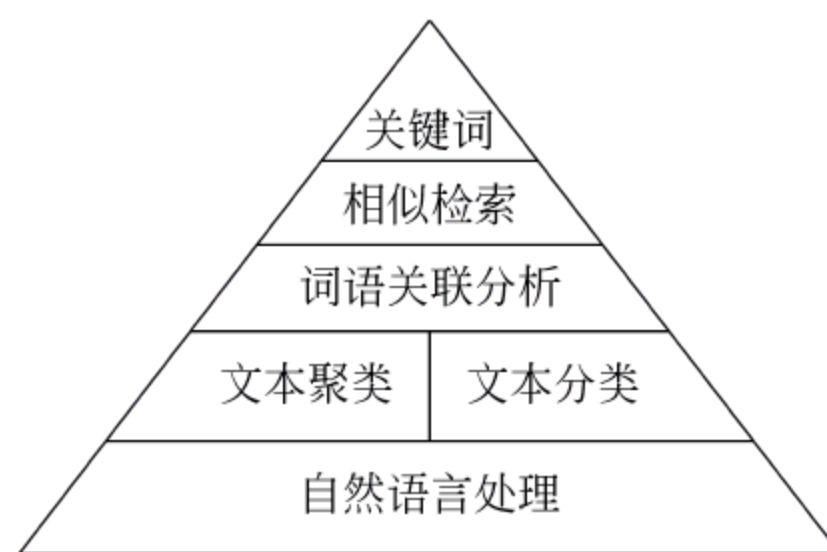 关键词
相似检索
词语关联分析
文本聚类 文本分类
自然语言处理